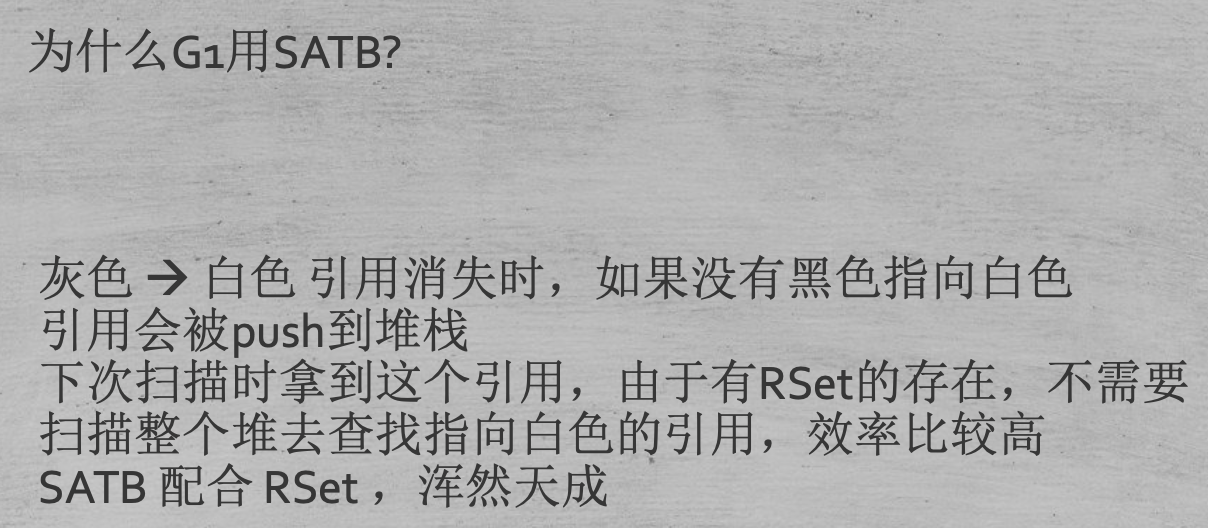 为什么G1用SATB?
灰色 → 白色 引用消失时，如果没有黑色指向白色
引用会被push到堆栈
下次扫描时拿到这个引用，由于有RSet的存在，不需要
扫描整个堆去查找指向白色的引用，效率比较高
SATB 配合 RSet ，浑然天成